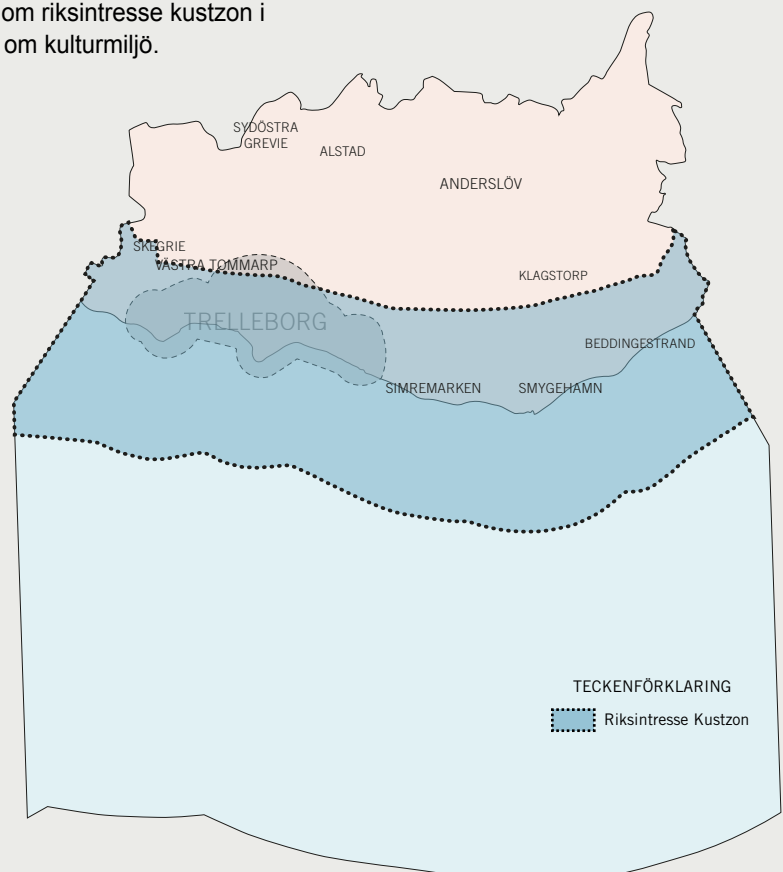 om riksintresse kustzon i
om kulturmiljö.
SYDÖSTRA
GREVIE
ALSTAD
ANDERSLÖV
SKEGRIE
VÄSTRA TOMMARP
KLAGSTORP
TRELLEBORG
BEDDINGESTRAND
SIMREMARKEN
SMYGEHAMN
TECKENFÖRKLARING
Riksintresse Kustzon